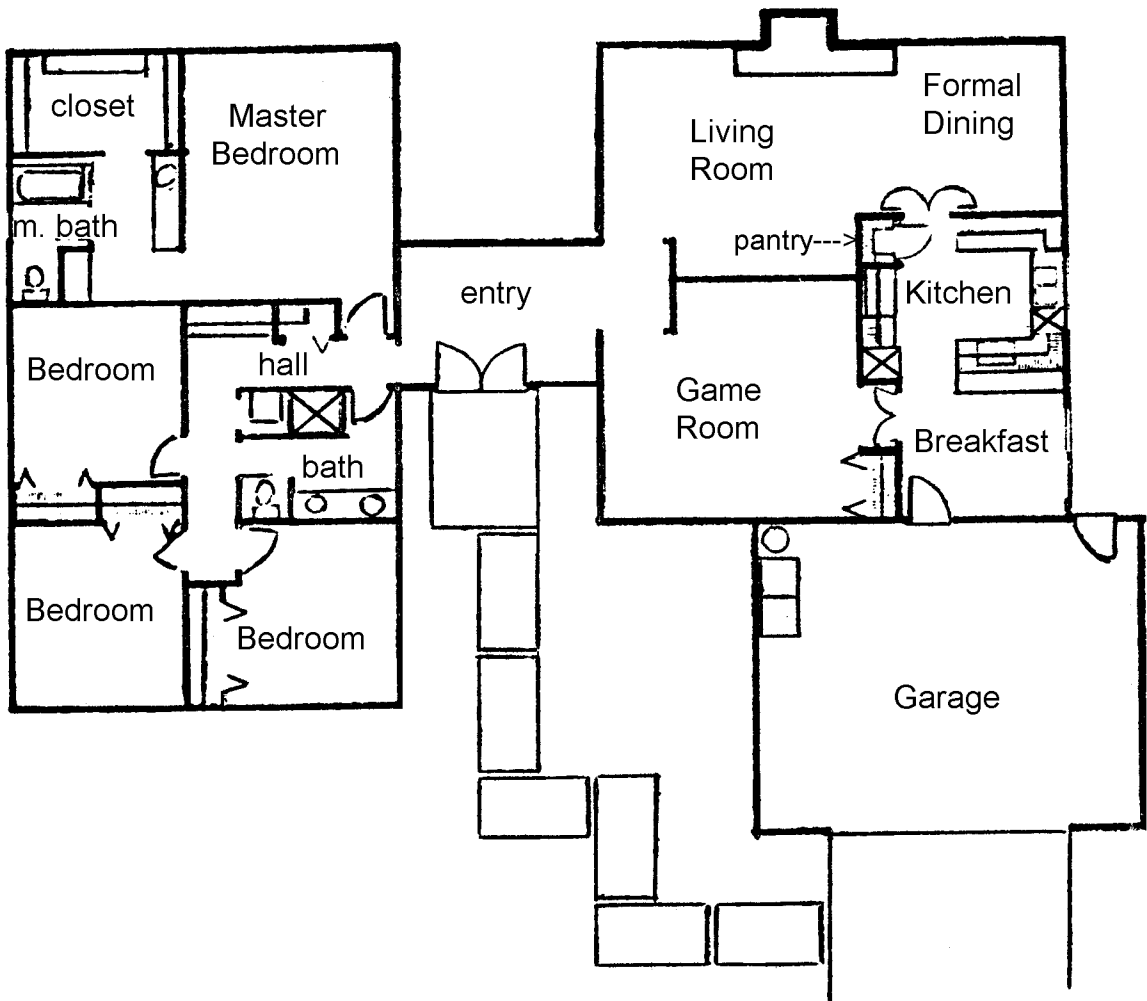 closet
Master
Bedroom
m. bath
Bedroom
hall
bath
Bedroom
Bedroom
entry
Living
Room
Formal
Dining
pantry--->
Kitchen
Game
Room
Breakfast
Garage